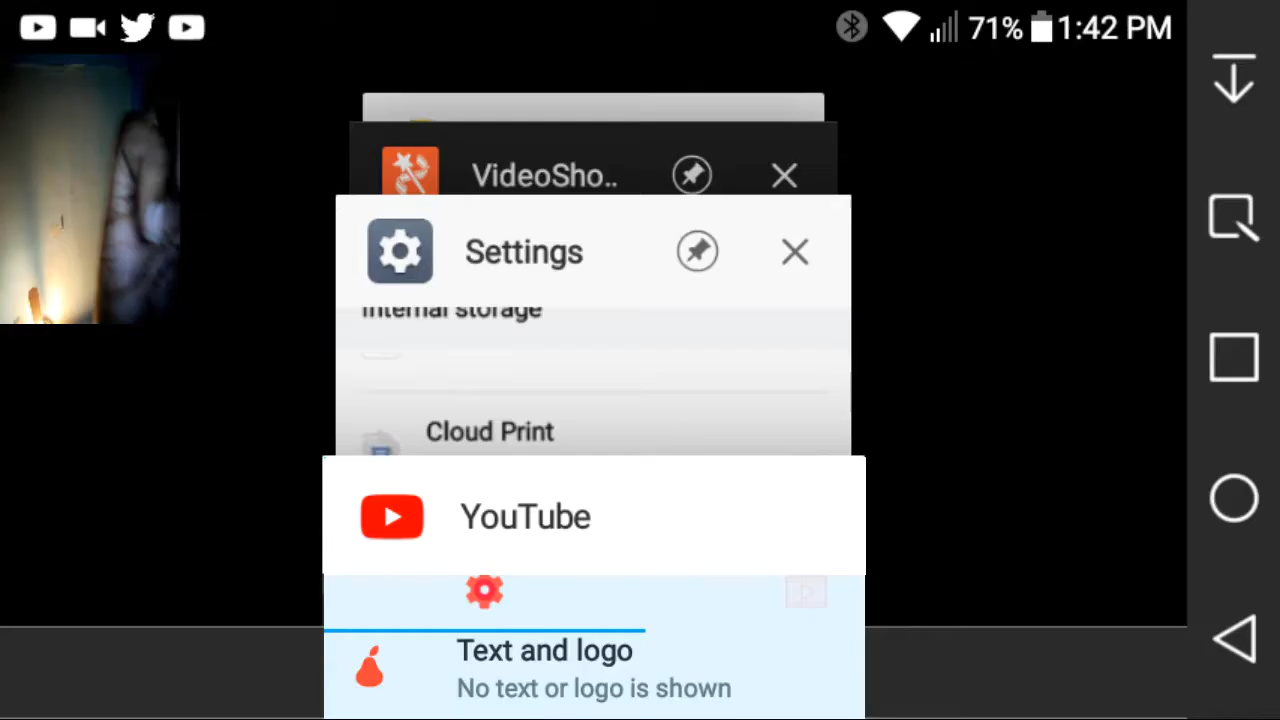 71% 1:42 PM
VideoSho..
Settings
Internal storage
Cloud Print
YouTube
Text and logo
No text or logo is shown